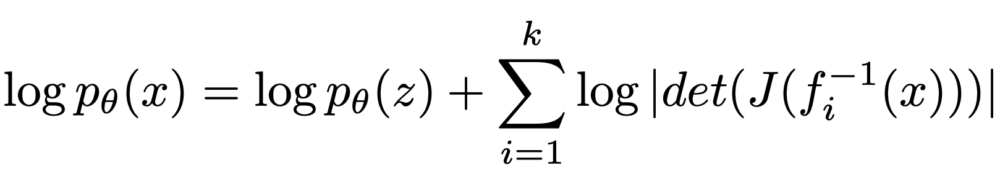 log p_θ(x) = log p_θ(z) + ∑_{i=1}^{k} log |det(J(f_i^{-1}(x)))|